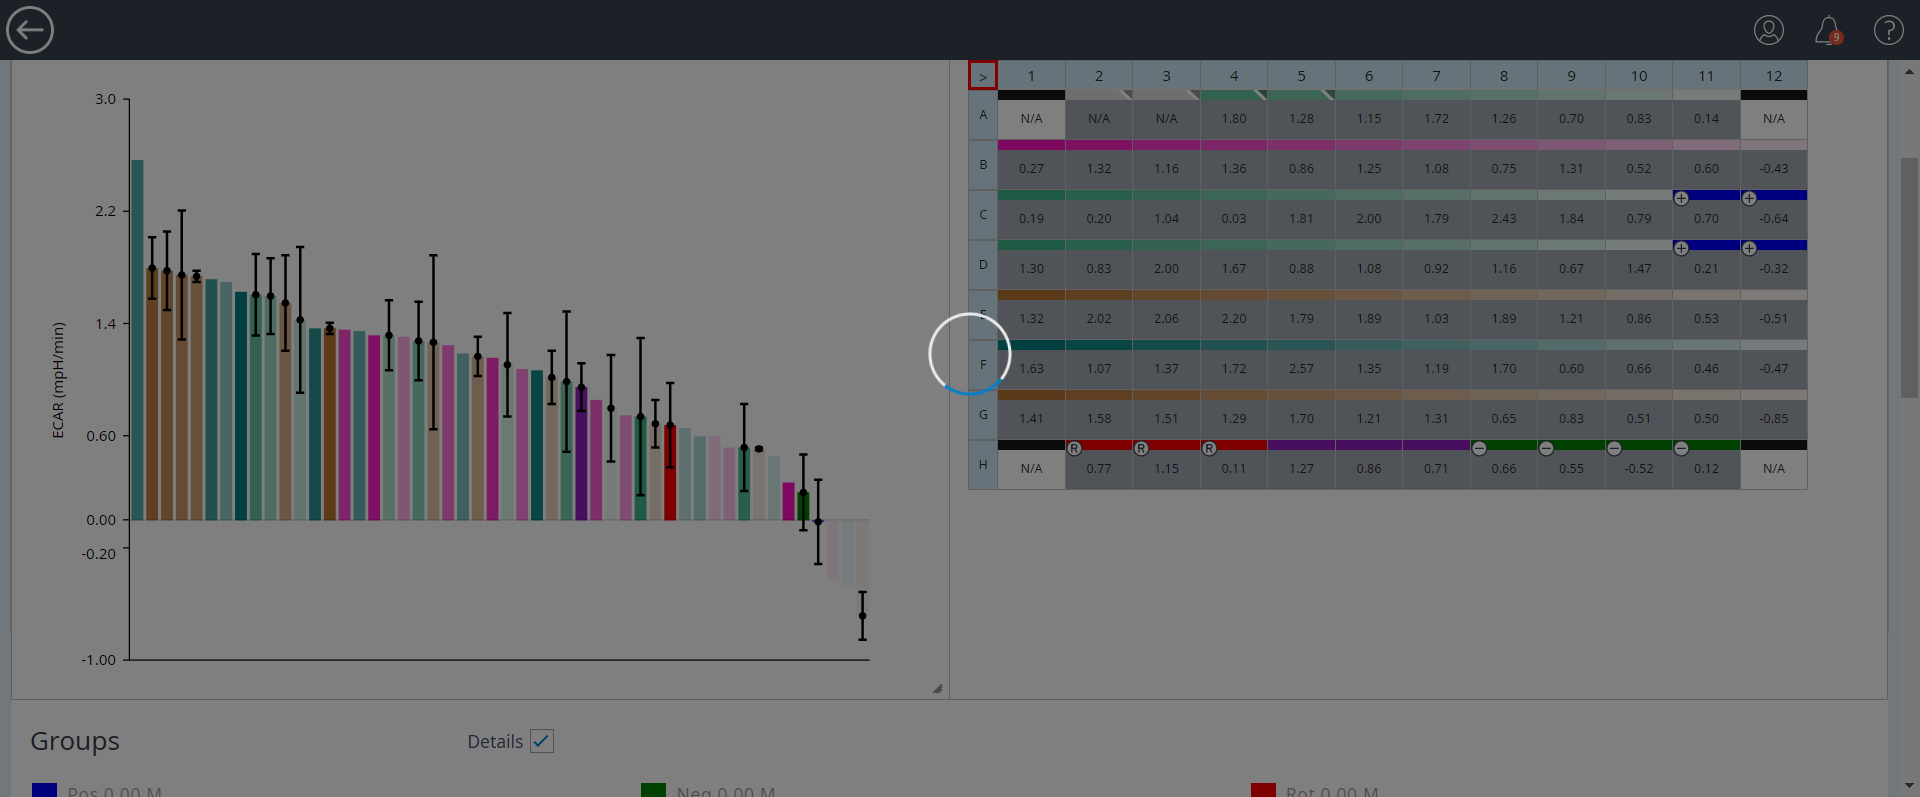 9
?
> 1 2 3 4 5 6 7 8 9 10 11 12
A N/A N/A N/A 1.80 1.28 1.15 1.72 1.26 0.70 0.83 0.14 N/A
B 0.27 1.32 1.16 1.36 0.86 1.25 1.08 0.75 1.31 0.52 0.60 -0.43
C 0.19 0.20 1.04 0.03 1.81 2.00 1.79 2.43 1.84 0.79 0.70 -0.64
D 1.30 0.83 2.00 1.67 0.88 1.08 0.92 1.16 0.67 1.47 0.21 -0.32
E 1.32 2.02 2.06 2.20 1.79 1.89 1.03 1.89 1.21 0.86 0.53 -0.51
F 1.63 1.07 1.37 1.72 2.57 1.35 1.19 1.70 0.60 0.66 0.46 -0.47
G 1.41 1.58 1.51 1.29 1.70 1.21 1.31 0.65 0.83 0.51 0.50 -0.85
R R R
H N/A 0.77 1.15 0.11 1.27 0.86 0.71 0.66 0.55 -0.52 0.12 N/A
3.0
2.2
1.4
0.60
0.00
-0.20
-1.00
ECAR (mpH/min)
Groups
Details
Pos 0.00 M
Neg 0.00 M
Rot 0.00 M